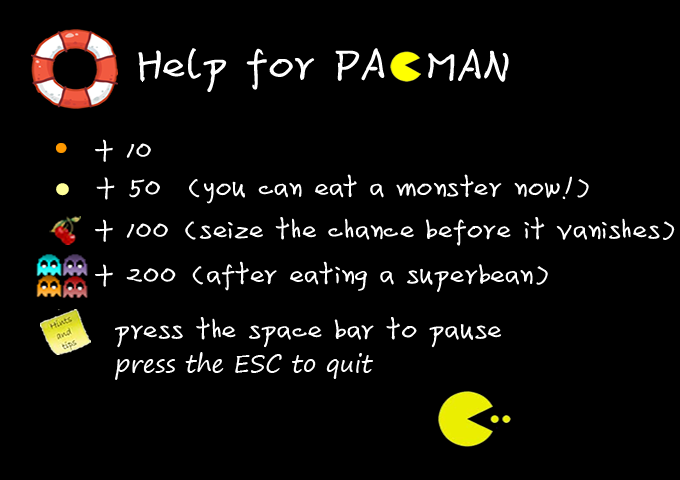 Help for PACMAN
+ 10
+ 50 (you can eat a monster now!)
+ 100 (seize the chance before it vanishes)
+ 200 (after eating a superbean)
Hints
and
tips
press the space bar to pause
press the ESC to quit